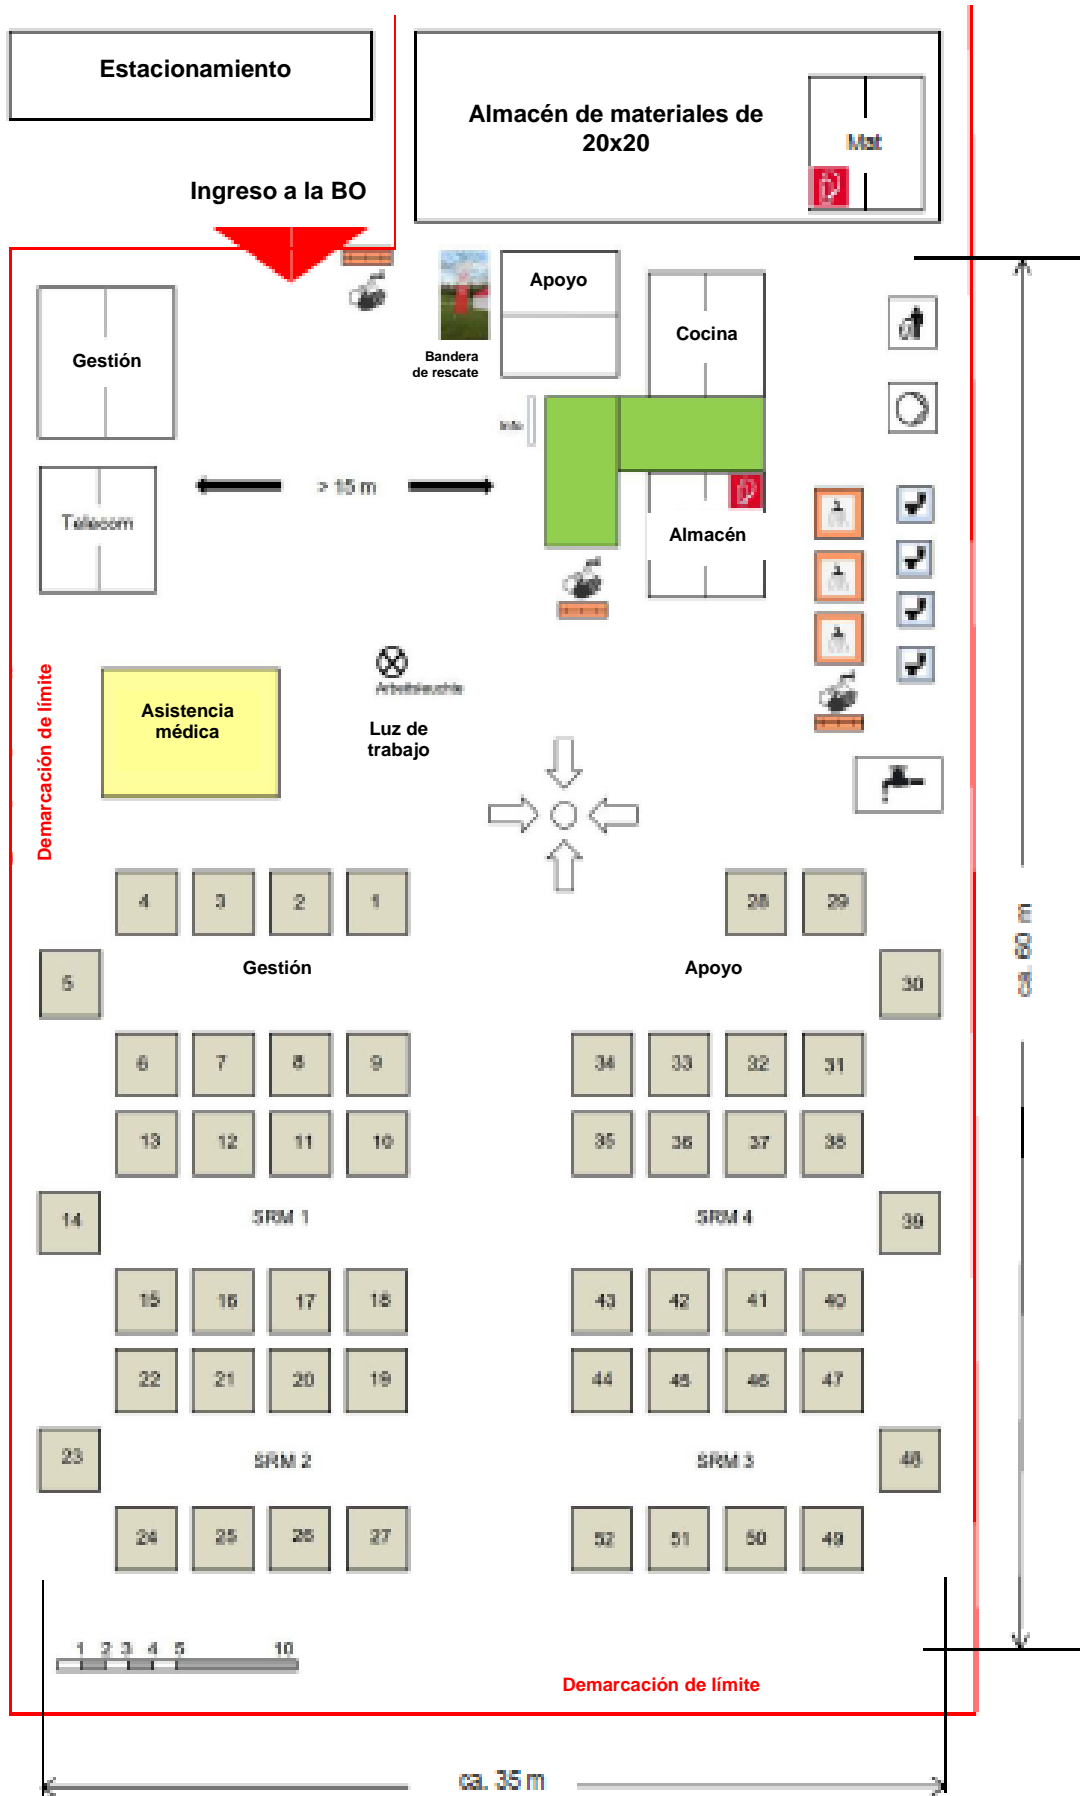 Estacionamiento
Almacén de materiales de
20x20
Mat
Ingreso a la BO
Apoyo
Gestión
Cocina
Bandera
de rescate
Info
> 15 m
Telecom
Almacén
Demarcación de límite
Asistencia
médica
Arbeitsleuchte
Luz de
trabajo
4 3 2 1 28 29
Gestión Apoyo
5 30
ca. 60 m
6 7 8 9 34 33 32 31
13 12 11 10 35 36 37 38
14 SRM 1 SRM 4 39
15 16 17 18 43 42 41 40
22 21 20 19 44 45 46 47
23 SRM 2 SRM 3 48
24 25 26 27 52 51 50 49
1 2 3 4 5 10
Demarcación de límite
ca. 35 m